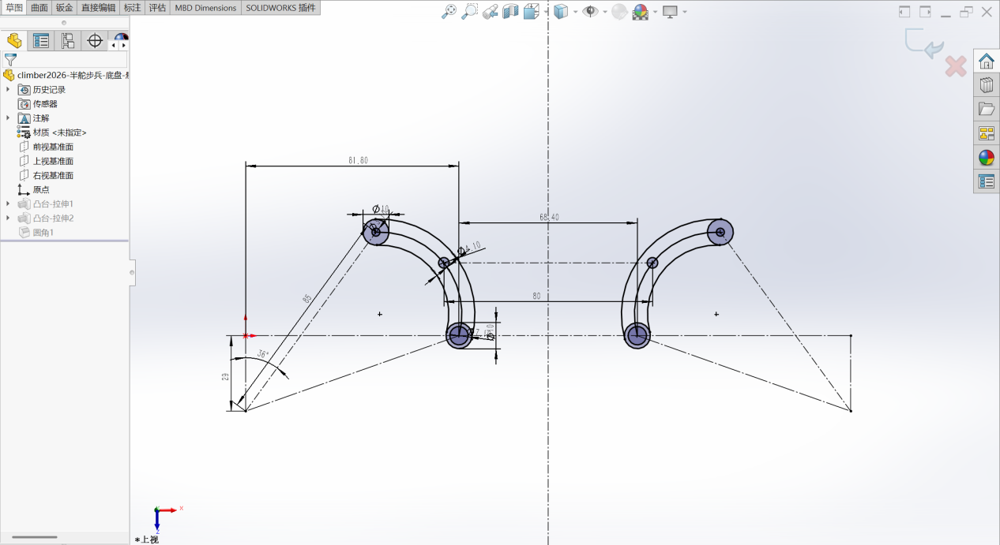 草图 曲面 钣金 直接编辑 标注 评估 MBD Dimensions SOLIDWORKS 插件
climber2026-半舵步兵-底盘-
历史记录
传感器
注解
材质 <未指定>
前视基准面
上视基准面
右视基准面
原点
凸台-拉伸1
凸台-拉伸2
圆角1
81.80
Ø10
68.40
Ø4.10
85
80
36°
29
X
Z
*上视